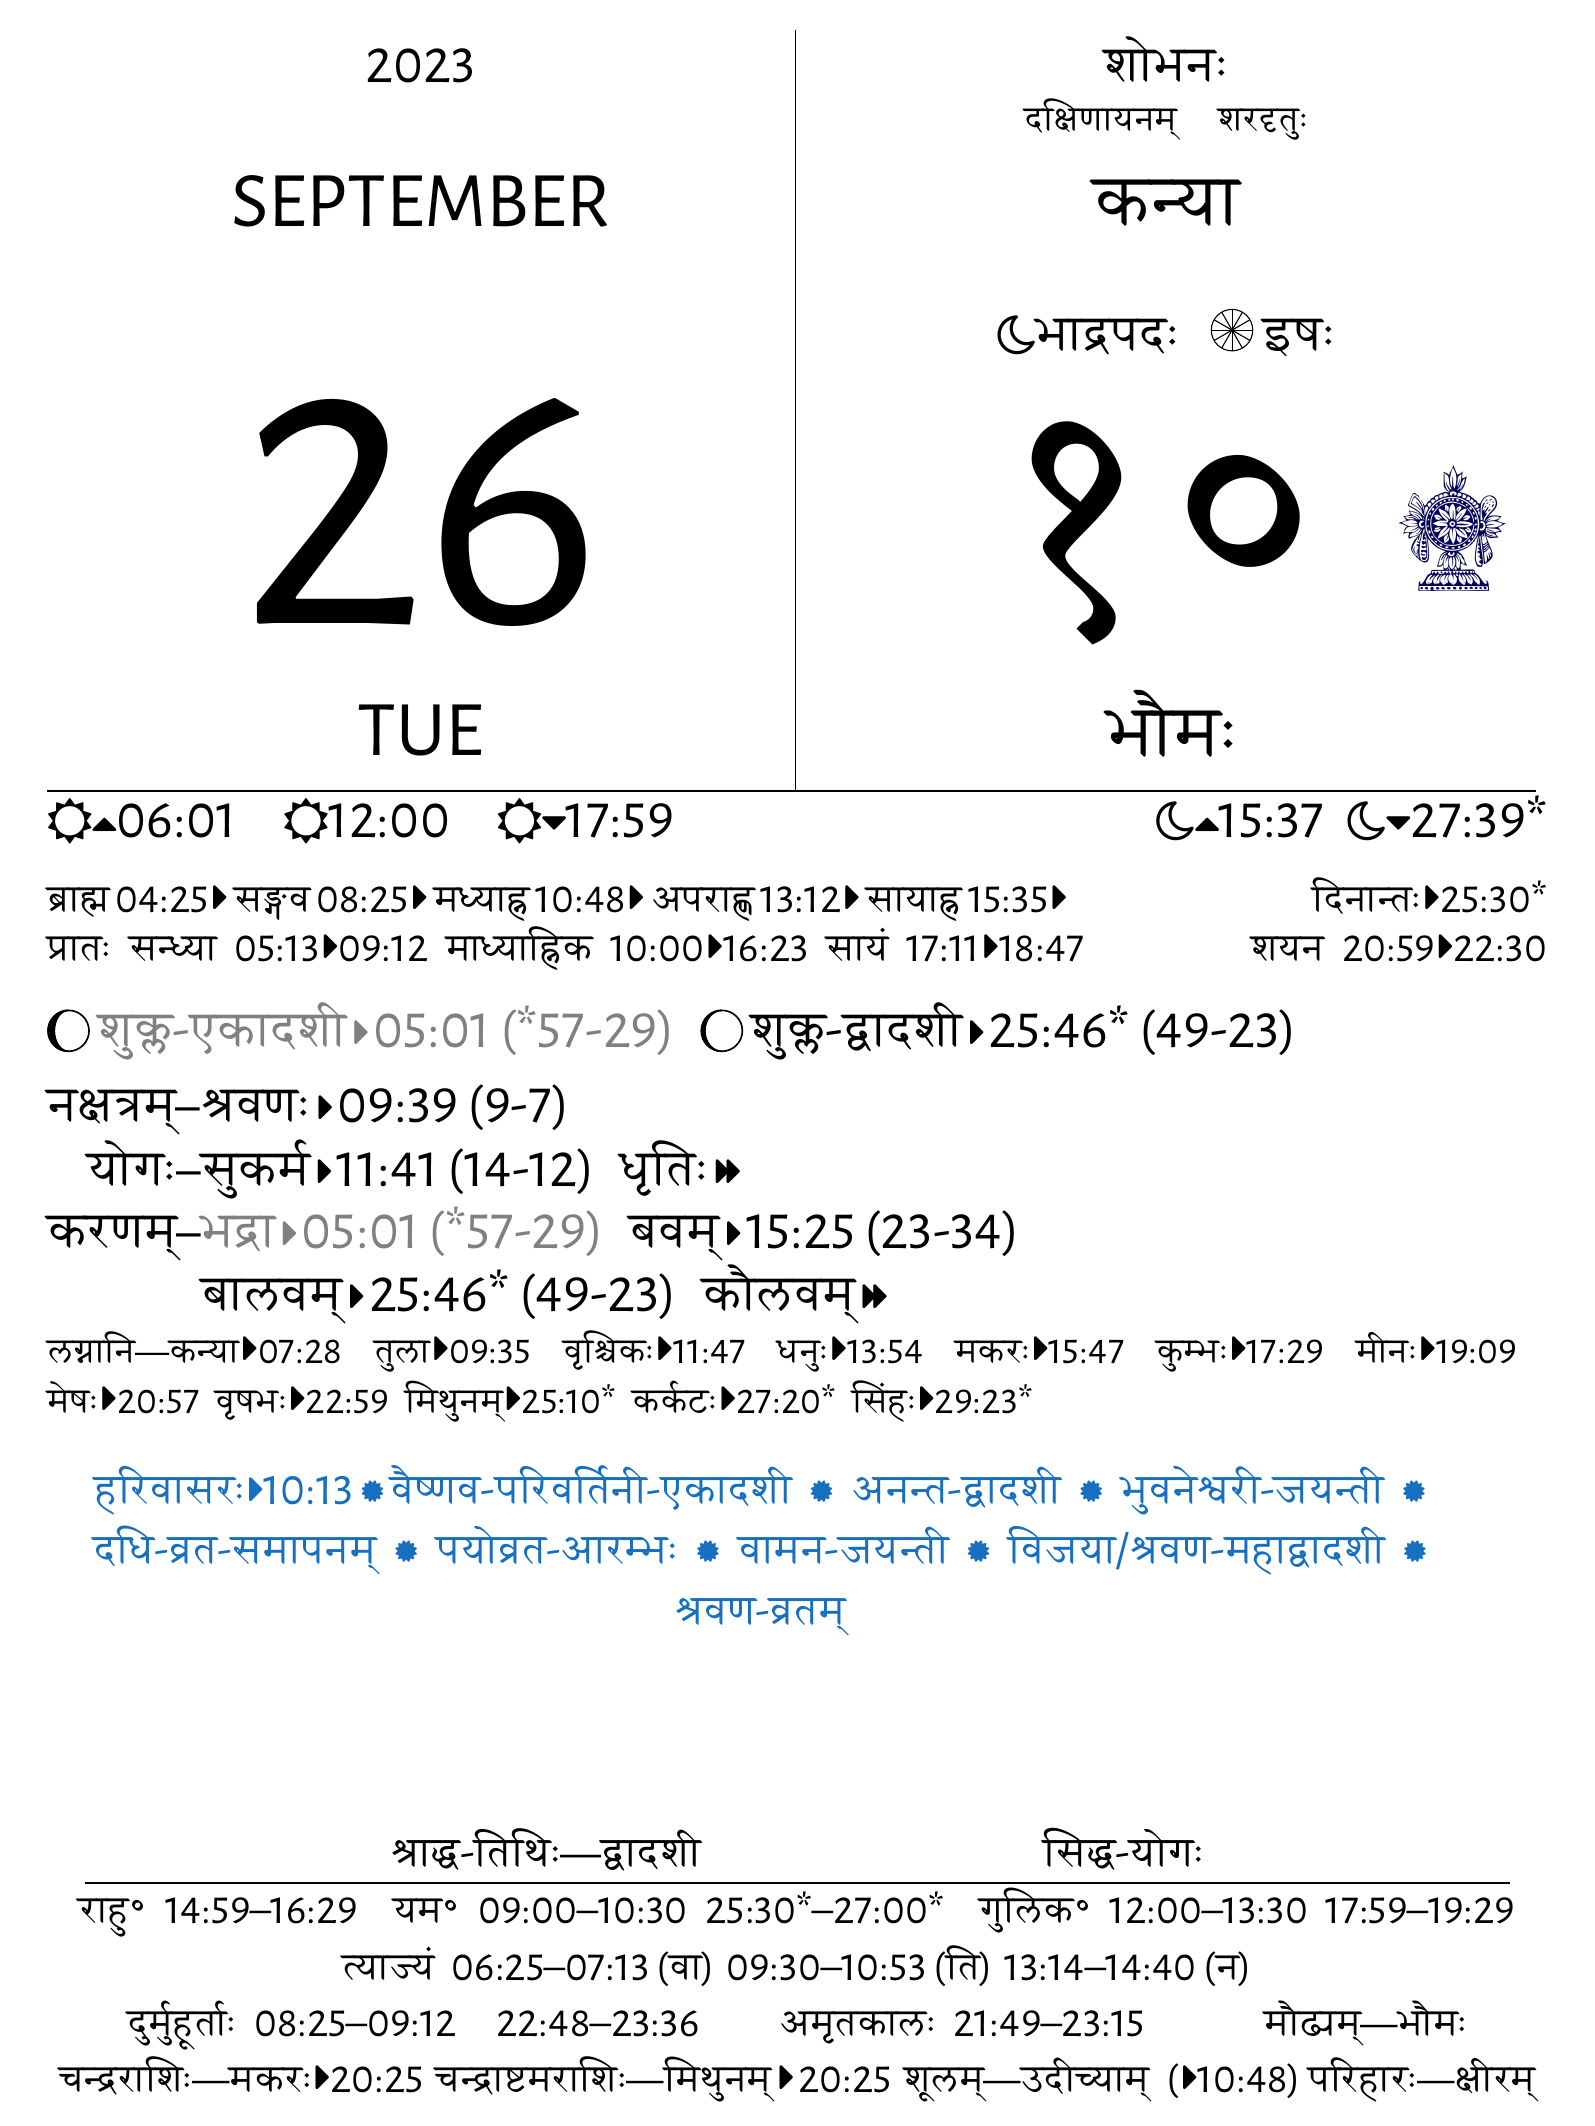 2023
SEPTEMBER
26
TUE
शोभनः
दक्षिणायनम् शरदृतुः
कन्या
भाद्रपदः इषः
१०
भौमः
06:01 12:00 17:59 15:37 27:39*
ब्राह्म 04:25 सङ्गव 08:25 मध्याह्न 10:48 अपराह्ण 13:12 सायाह्न 15:35 दिनान्तः 25:30*
प्रातः सन्ध्या 05:13 09:12 माध्याह्निक 10:00 16:23 सायं 17:11 18:47 शयन 20:59 22:30
शुक्ल-एकादशी 05:01 (*57-29) शुक्ल-द्वादशी 25:46* (49-23)
नक्षत्रम्–श्रवणः 09:39 (9-7)
योगः–सुकर्म 11:41 (14-12) धृतिः
करणम्–भद्रा 05:01 (*57-29) बवम् 15:25 (23-34)
बालवम् 25:46* (49-23) कौलवम्
लग्नानि—कन्या 07:28 तुला 09:35 वृश्चिकः 11:47 धनुः 13:54 मकरः 15:47 कुम्भः 17:29 मीनः 19:09
मेषः 20:57 वृषभः 22:59 मिथुनम् 25:10* कर्कटः 27:20* सिंहः 29:23*
हरिवासरः 10:13 वैष्णव-परिवर्तिनी-एकादशी अनन्त-द्वादशी भुवनेश्वरी-जयन्ती
दधि-व्रत-समापनम् पयोव्रत-आरम्भः वामन-जयन्ती विजया/श्रवण-महाद्वादशी
श्रवण-व्रतम्
श्राद्ध-तिथिः—द्वादशी सिद्ध-योगः
राहु॰ 14:59–16:29 यम॰ 09:00–10:30 25:30*–27:00* गुलिक॰ 12:00–13:30 17:59–19:29
त्याज्यं 06:25–07:13 (वा) 09:30–10:53 (ति) 13:14–14:40 (न)
दुर्मुहूर्ताः 08:25–09:12 22:48–23:36 अमृतकालः 21:49–23:15 मौढ्यम्—भौमः
चन्द्रराशिः—मकरः 20:25 चन्द्राष्टमराशिः—मिथुनम् 20:25 शूलम्—उदीच्याम् (10:48) परिहारः—क्षीरम्